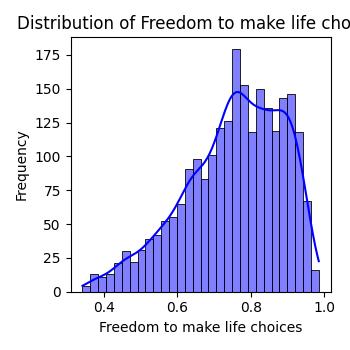 Distribution of Freedom to make life cho
175
150
125
100
75
50
25
0
Frequency
0.4 0.6 0.8 1.0
Freedom to make life choices